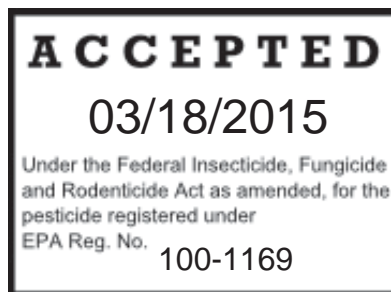 ACCEPTED
03/18/2015
Under the Federal Insecticide, Fungicide
and Rodenticide Act as amended, for the
pesticide registered under
EPA Reg. No. 100-1169